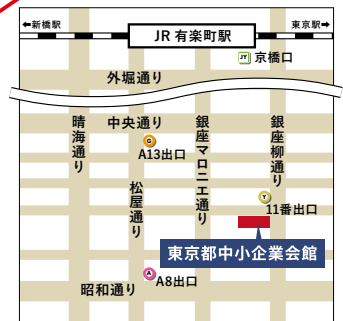 ←新橋駅
東京駅→
JR 有楽町駅
JY 京橋口
外堀通り
晴海通り
中央通り
銀座マロニエ通り
銀座柳通り
G
A13出口
松屋通り
Y
11番出口
東京都中小企業会館
A
A8出口
昭和通り